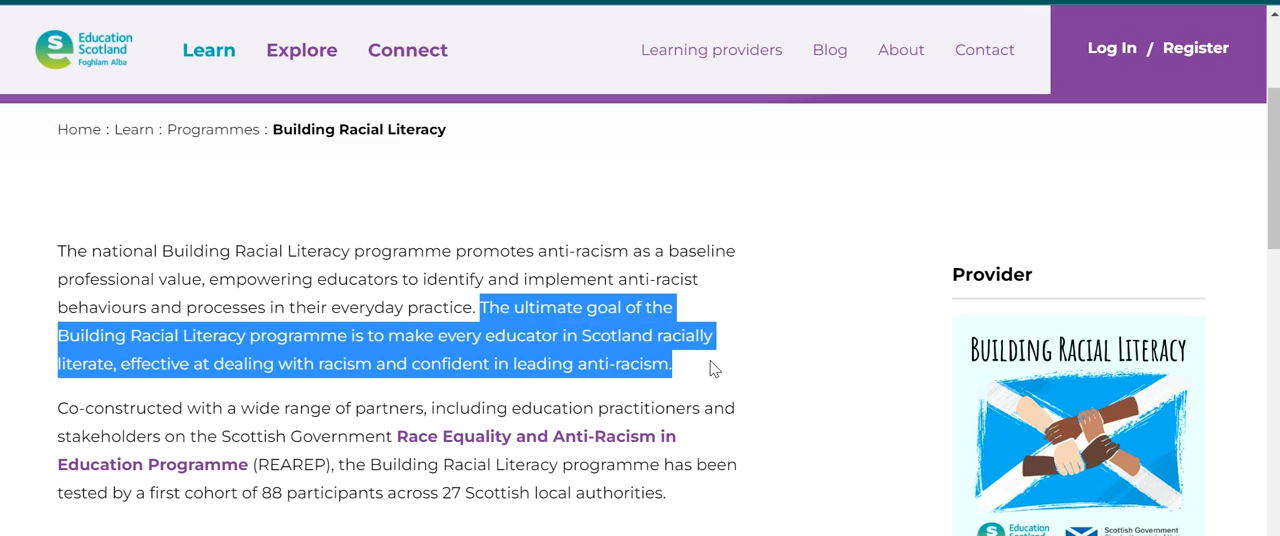 Education
Scotland
Foghlam Alba
Learn Explore Connect
Learning providers Blog About Contact
Log In / Register
Home : Learn : Programmes : Building Racial Literacy
The national Building Racial Literacy programme promotes anti-racism as a baseline
professional value, empowering educators to identify and implement anti-racist
behaviours and processes in their everyday practice. The ultimate goal of the
Building Racial Literacy programme is to make every educator in Scotland racially
literate, effective at dealing with racism and confident in leading anti-racism.
Co-constructed with a wide range of partners, including education practitioners and
stakeholders on the Scottish Government Race Equality and Anti-Racism in
Education Programme (REAREP), the Building Racial Literacy programme has been
tested by a first cohort of 88 participants across 27 Scottish local authorities.
Provider
BUILDING RACIAL LITERACY
Education
Scottish Government